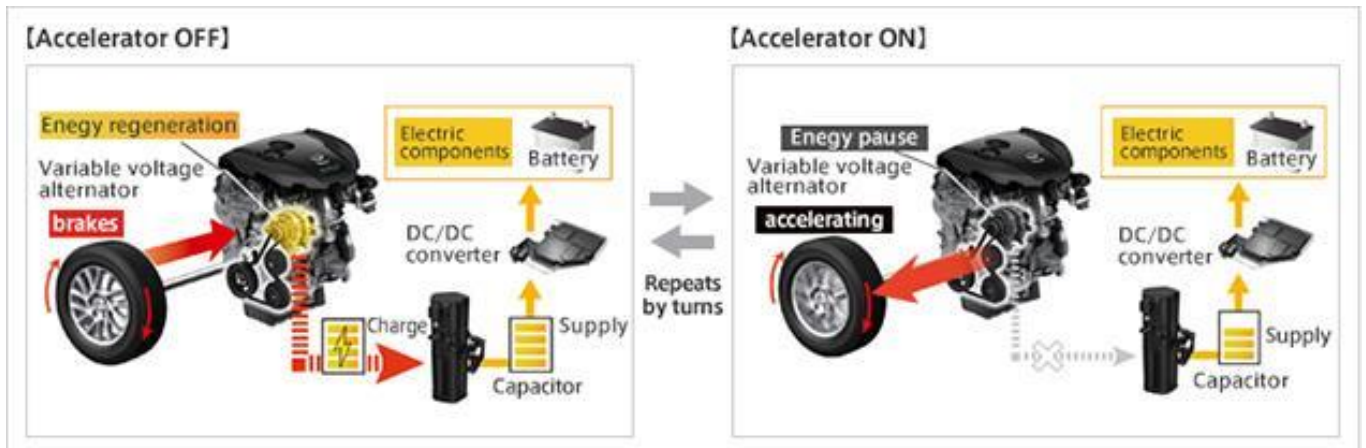 【Accelerator OFF】
Enegy regeneration
Variable voltage
alternator
brakes
Electric
components
Battery
DC/DC
converter
Charge
Supply
Capacitor
Repeats
by turns
【Accelerator ON】
Enegy pause
Variable voltage
alternator
accelerating
Electric
components
Battery
DC/DC
converter
Supply
Capacitor